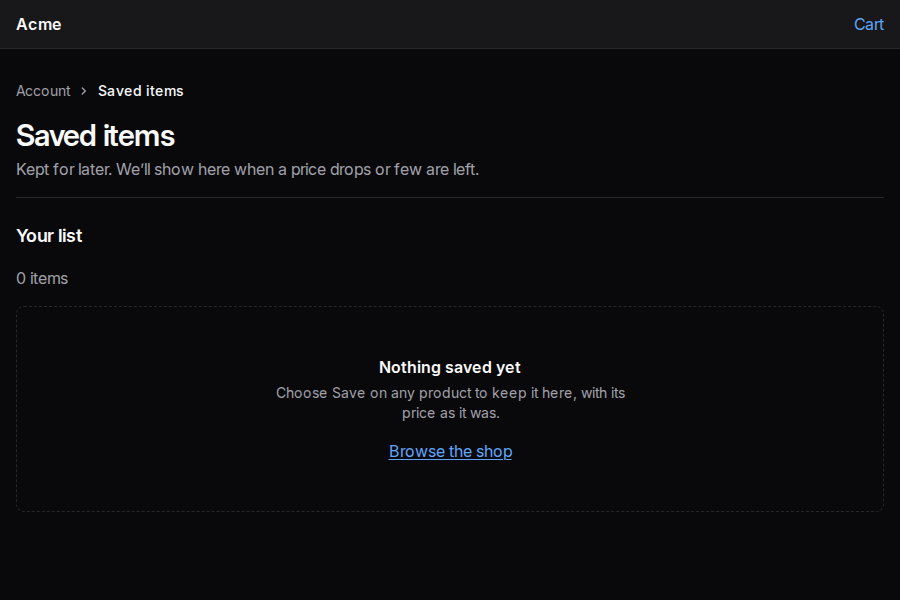 Acme
Cart
Account > Saved items
Saved items
Kept for later. We’ll show here when a price drops or few are left.
Your list
0 items
Nothing saved yet
Choose Save on any product to keep it here, with its
price as it was.
Browse the shop